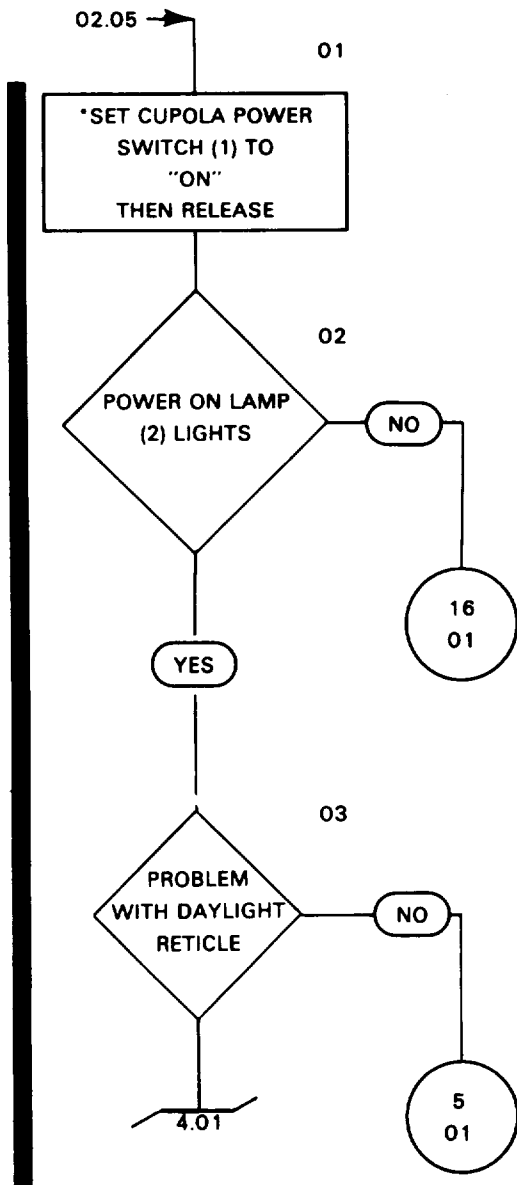 02.05
01
*SET CUPOLA POWER
SWITCH (1) TO
"ON"
THEN RELEASE
02
POWER ON LAMP
(2) LIGHTS
NO
16
01
YES
03
PROBLEM
WITH DAYLIGHT
RETICLE
NO
4.01
5
01